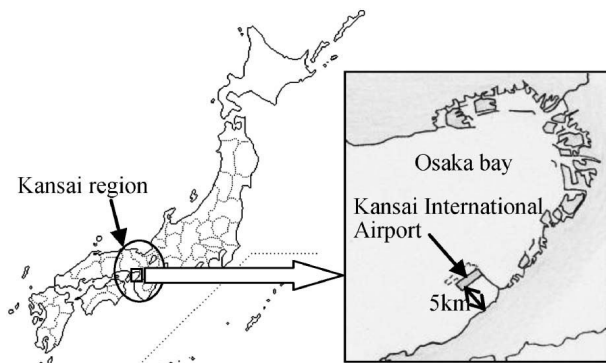 Kansai region
Osaka bay
Kansai International
Airport
5km